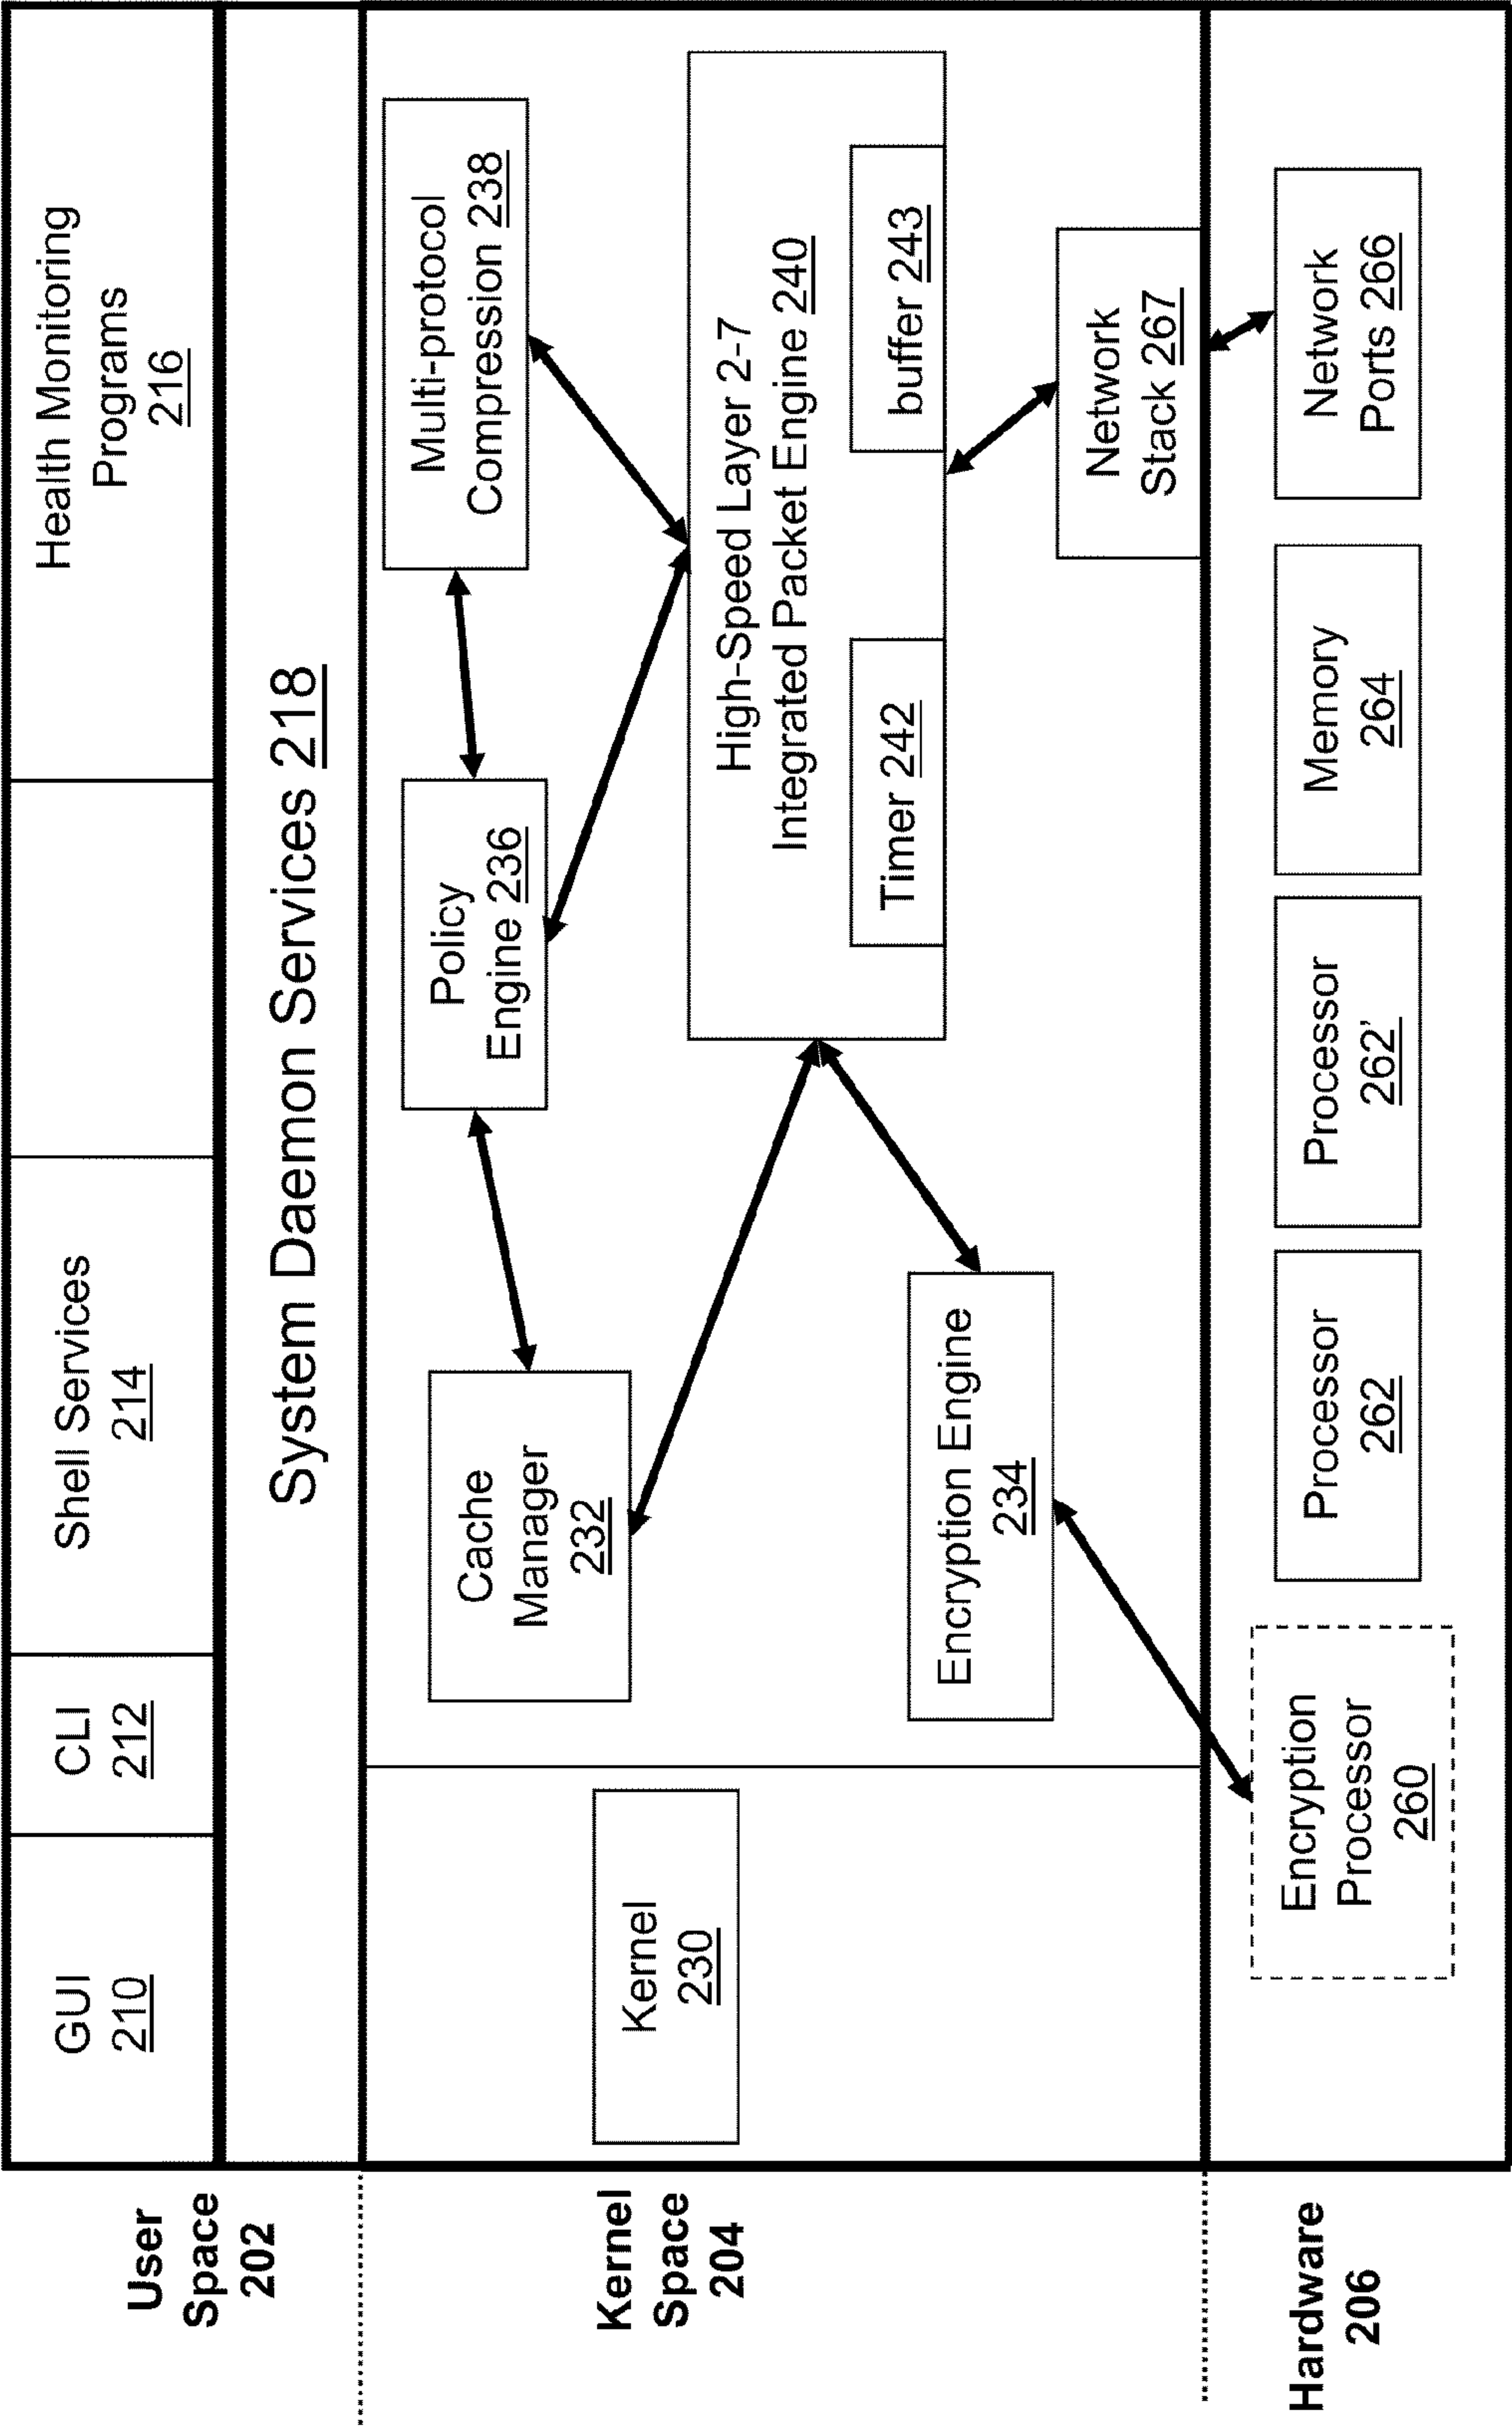 User
Space
202
GUI
210
CLI
212
Shell Services
214
Health Monitoring
Programs
216
System Daemon Services 218
Kernel
Space
204
Kernel
230
Cache
Manager
232
Policy
Engine 236
Multi-protocol
Compression 238
High-Speed Layer 2-7
Integrated Packet Engine 240
Timer 242
buffer 243
Encryption Engine
234
Network
Stack 267
Hardware
206
Encryption
Processor
260
Processor
262
Processor
262’
Memory
264
Network
Ports 266